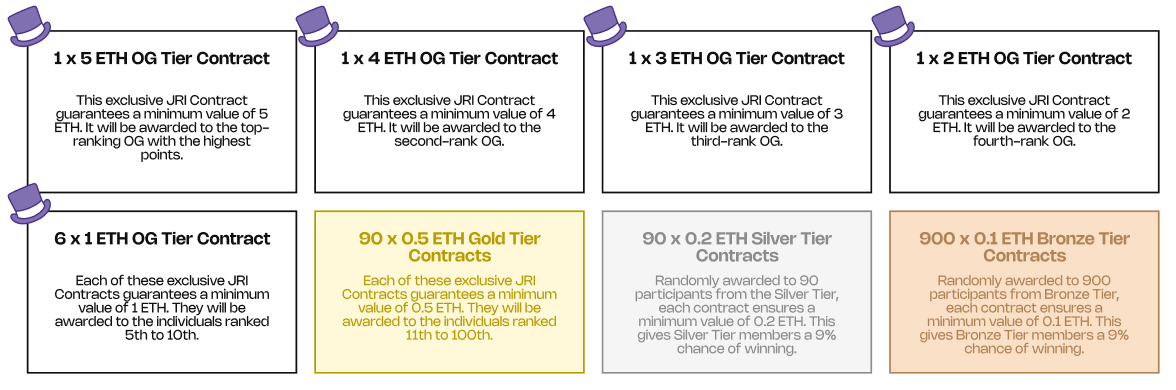 1 x 5 ETH OG Tier Contract
This exclusive JRI Contract
guarantees a minimum value of 5
ETH. It will be awarded to the top-
ranking OG with the highest
points.
1 x 4 ETH OG Tier Contract
This exclusive JRI Contract
guarantees a minimum value of 4
ETH. It will be awarded to the
second-rank OG.
1 x 3 ETH OG Tier Contract
This exclusive JRI Contract
guarantees a minimum value of 3
ETH. It will be awarded to the
third-rank OG.
1 x 2 ETH OG Tier Contract
This exclusive JRI Contract
guarantees a minimum value of 2
ETH. It will be awarded to the
fourth-rank OG.
6 x 1 ETH OG Tier Contract
Each of these exclusive JRI
Contracts guarantees a minimum
value of 1 ETH. They will be
awarded to the individuals ranked
5th to 10th.
90 x 0.5 ETH Gold Tier
Contracts
Each of these exclusive JRI
Contracts guarantees a minimum
value of 0.5 ETH. They will be
awarded to the individuals ranked
11th to 100th.
90 x 0.2 ETH Silver Tier
Contracts
Randomly awarded to 90
participants from the Silver Tier,
each contract ensures a
minimum value of 0.2 ETH. This
gives Silver Tier members a 9%
chance of winning.
900 x 0.1 ETH Bronze Tier
Contracts
Randomly awarded to 900
participants from Bronze Tier,
each contract ensures a
minimum value of 0.1 ETH. This
gives Bronze Tier members a 9%
chance of winning.